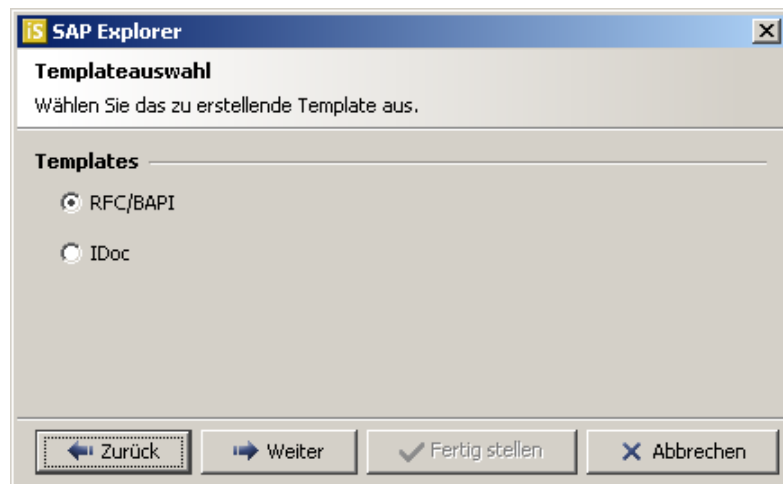 iS SAP Explorer
Templateauswahl
Wählen Sie das zu erstellende Template aus.
Templates
RFC/BAPI
IDoc
Zurück Weiter Fertig stellen Abbrechen